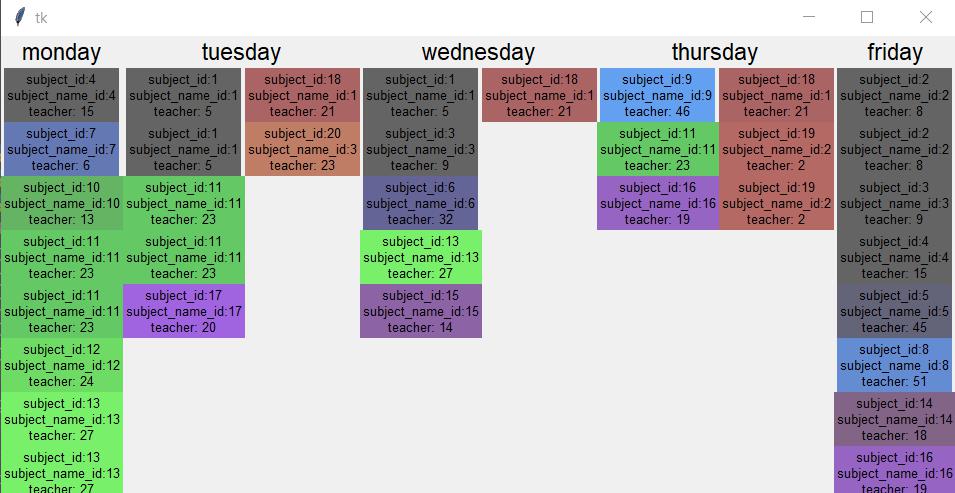 tk
monday
tuesday
wednesday
thursday
friday
subject_id:4
subject_name_id:4
teacher: 15
subject_id:7
subject_name_id:7
teacher: 6
subject_id:10
subject_name_id:10
teacher: 13
subject_id:11
subject_name_id:11
teacher: 23
subject_id:11
subject_name_id:11
teacher: 23
subject_id:12
subject_name_id:12
teacher: 24
subject_id:13
subject_name_id:13
teacher: 27
subject_id:13
subject_name_id:13
teacher: 27
subject_id:1
subject_name_id:1
teacher: 5
subject_id:1
subject_name_id:1
teacher: 5
subject_id:11
subject_name_id:11
teacher: 23
subject_id:11
subject_name_id:11
teacher: 23
subject_id:17
subject_name_id:17
teacher: 20
subject_id:18
subject_name_id:1
teacher: 21
subject_id:20
subject_name_id:3
teacher: 23
subject_id:1
subject_name_id:1
teacher: 5
subject_id:3
subject_name_id:3
teacher: 9
subject_id:6
subject_name_id:6
teacher: 32
subject_id:13
subject_name_id:13
teacher: 27
subject_id:15
subject_name_id:15
teacher: 14
subject_id:18
subject_name_id:1
teacher: 21
subject_id:9
subject_name_id:9
teacher: 46
subject_id:11
subject_name_id:11
teacher: 23
subject_id:16
subject_name_id:16
teacher: 19
subject_id:18
subject_name_id:1
teacher: 21
subject_id:19
subject_name_id:2
teacher: 2
subject_id:19
subject_name_id:2
teacher: 2
subject_id:2
subject_name_id:2
teacher: 8
subject_id:2
subject_name_id:2
teacher: 8
subject_id:3
subject_name_id:3
teacher: 9
subject_id:4
subject_name_id:4
teacher: 15
subject_id:5
subject_name_id:5
teacher: 45
subject_id:8
subject_name_id:8
teacher: 51
subject_id:14
subject_name_id:14
teacher: 18
subject_id:16
subject_name_id:16
teacher: 19